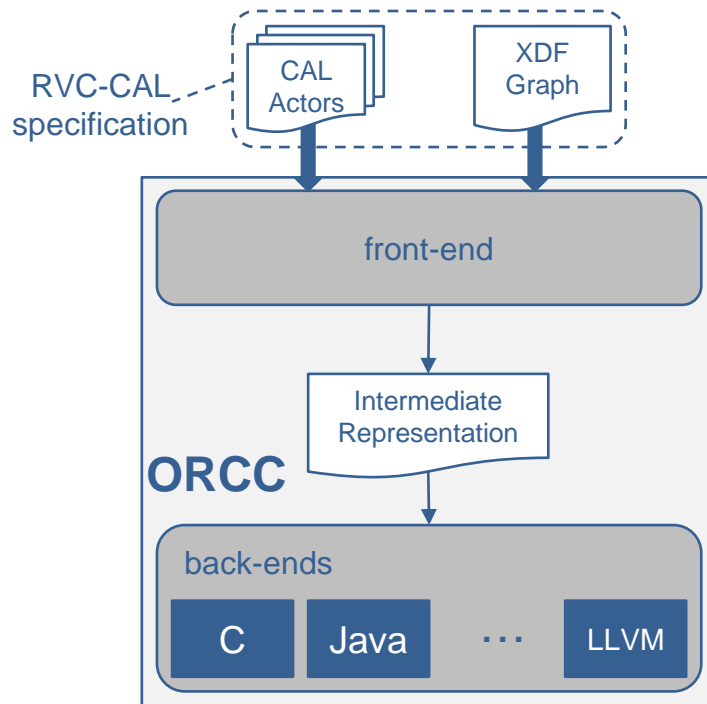 RVC-CAL
specification
CAL
Actors
XDF
Graph
front-end
Intermediate
Representation
ORCC
back-ends
C
Java
...
LLVM